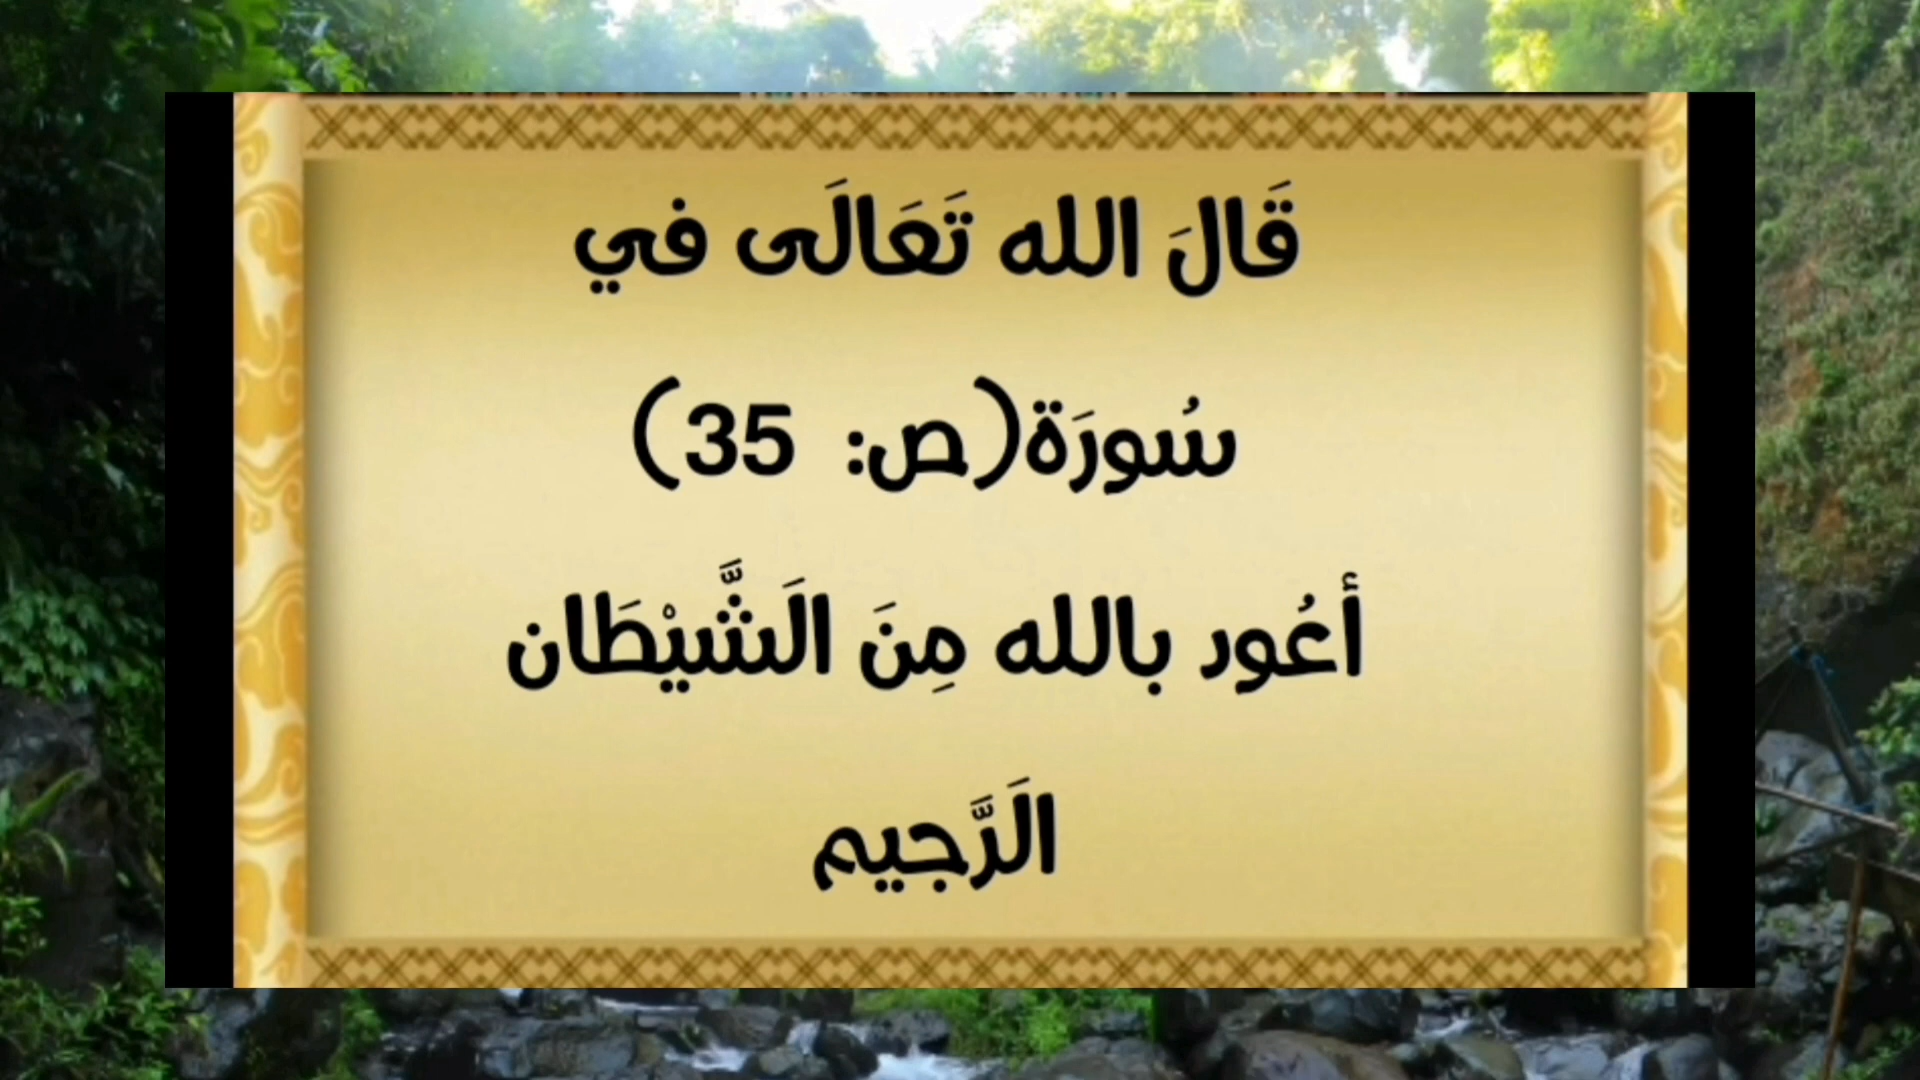 قَالَ الله تَعَالَى في
سُورَة(ص: 35)
أعُود بالله مِنَ الَشَّيْطَان
الَرَّجيم